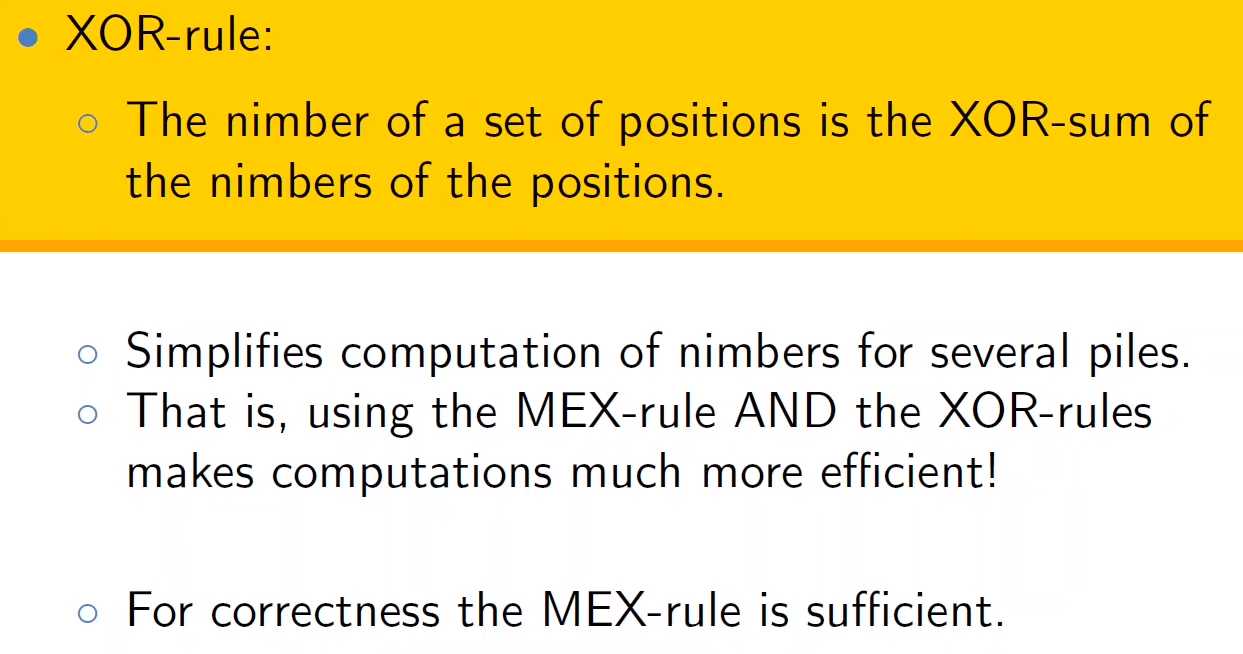 XOR-rule:
The nimber of a set of positions is the XOR-sum of
the nimbers of the positions.
Simplifies computation of nimbers for several piles.
That is, using the MEX-rule AND the XOR-rules
makes computations much more efficient!
For correctness the MEX-rule is sufficient.